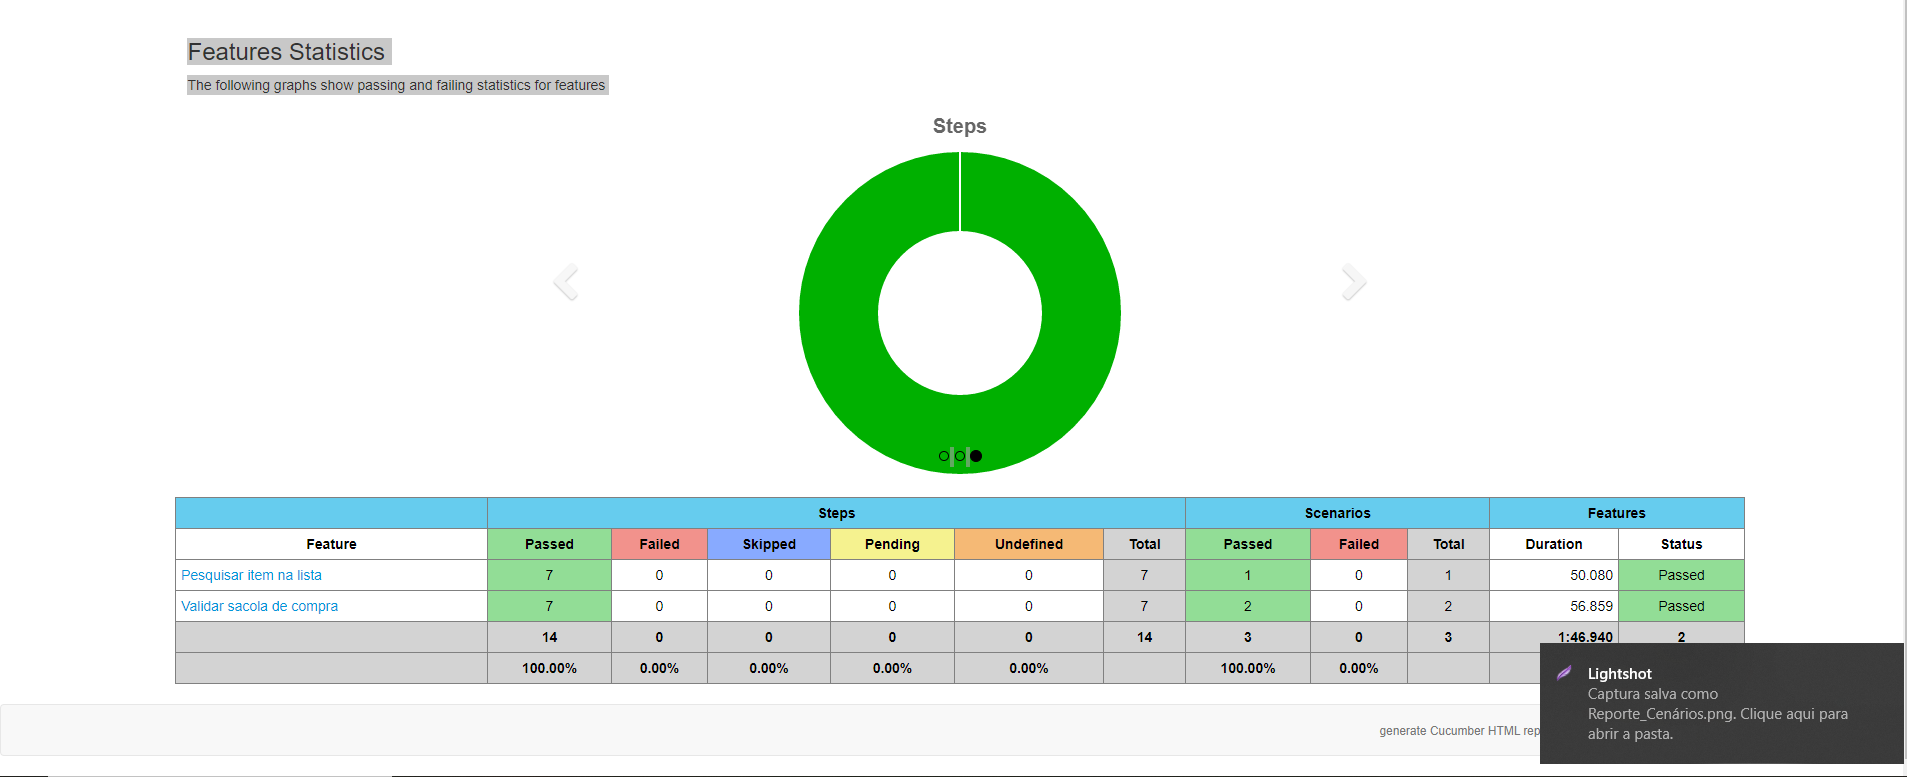 Features Statistics
The following graphs show passing and failing statistics for features
Steps
Steps Scenarios Features
Feature Passed Failed Skipped Pending Undefined Total Passed Failed Total Duration Status
Pesquisar item na lista 7 0 0 0 0 7 1 0 1 50.080 Passed
Validar sacola de compra 7 0 0 0 0 7 2 0 2 56.859 Passed
14 0 0 0 0 14 3 0 3 1:46.940 2
100.00% 0.00% 0.00% 0.00% 0.00% 100.00% 0.00%
generate Cucumber HTML rep
Lightshot
Captura salva como
Reporte_Cenários.png. Clique aqui para
abrir a pasta.